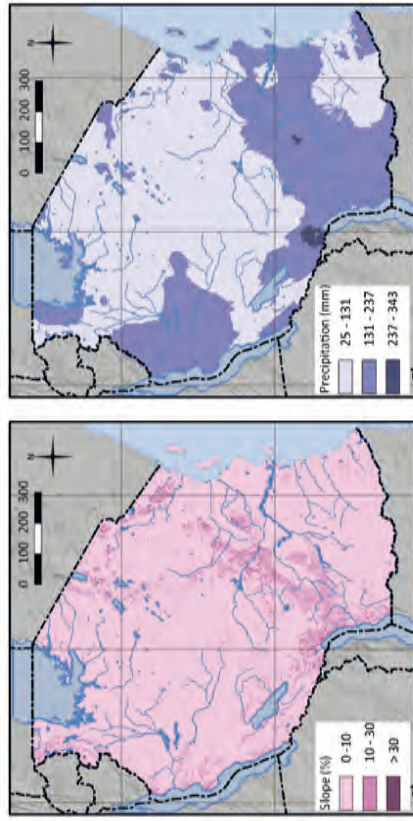 N
0 100 200 300
Slope (%)
0 -10
10 - 30
> 30
N
0 100 200 300
Precipitation (mm)
25 - 131
131 - 237
237 - 343